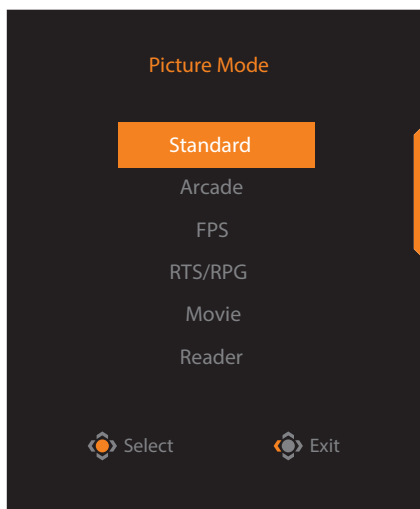 Picture Mode
Standard
Arcade
FPS
RTS/RPG
Movie
Reader
Select Exit